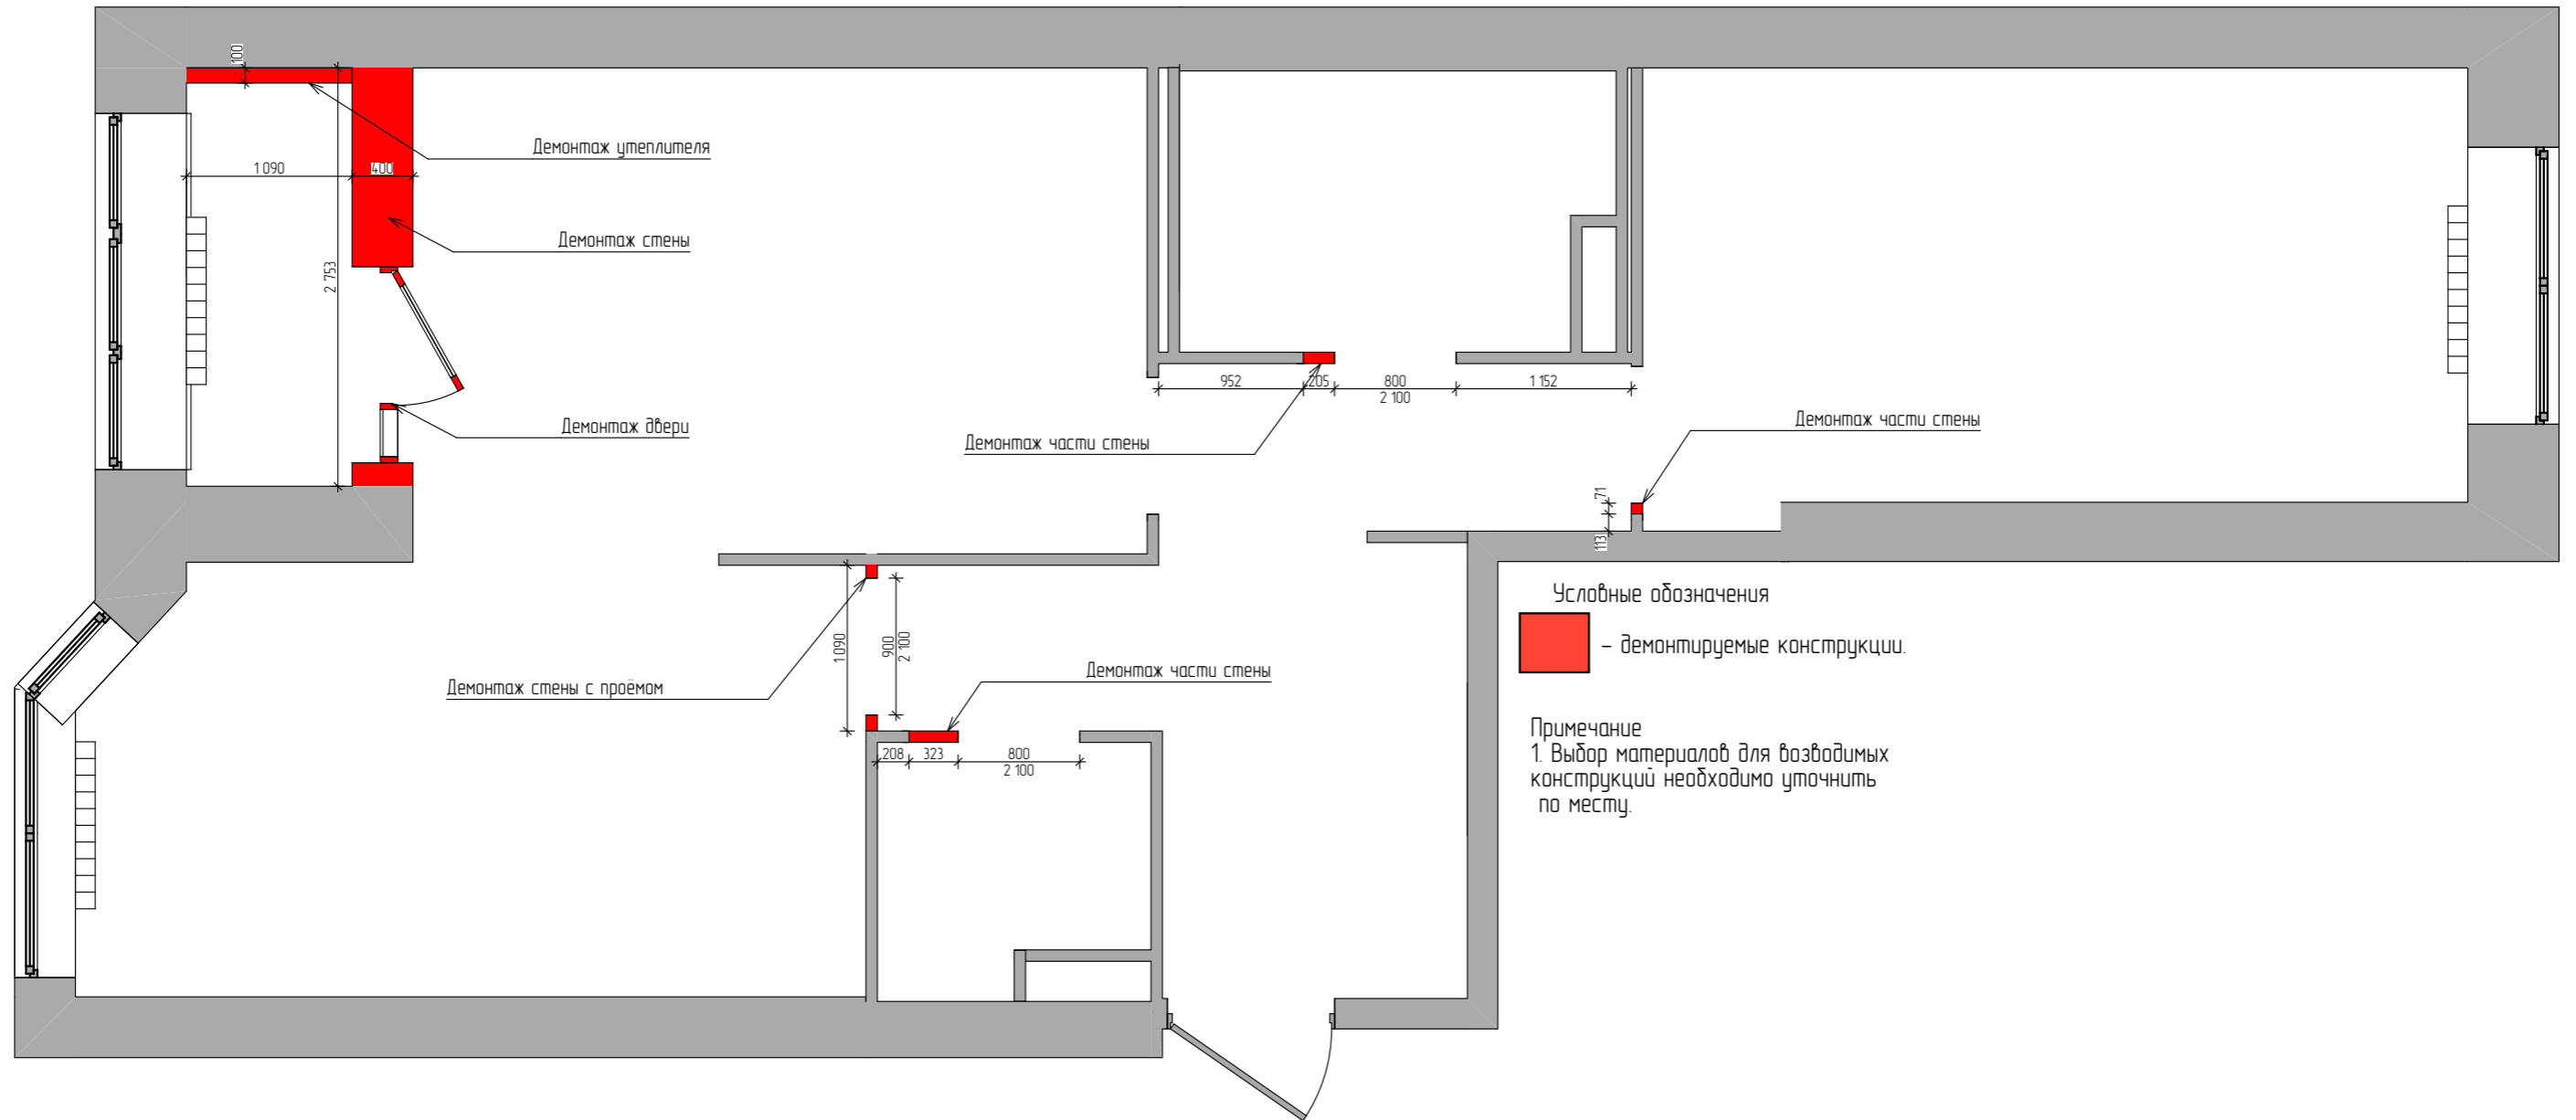 100
Демонтаж утеплителя
1 090
400
Демонтаж стены
2 753
952
205
800
1 152
2 100
Демонтаж двери
Демонтаж части стены
Демонтаж части стены
71
113
Условные обозначения
– демонтируемые конструкции.
1 090
900
2 100
Демонтаж стены с проёмом
Демонтаж части стены
208
323
800
2 100
Примечание
1. Выбор материалов для возводимых
конструкций необходимо уточнить
по месту.